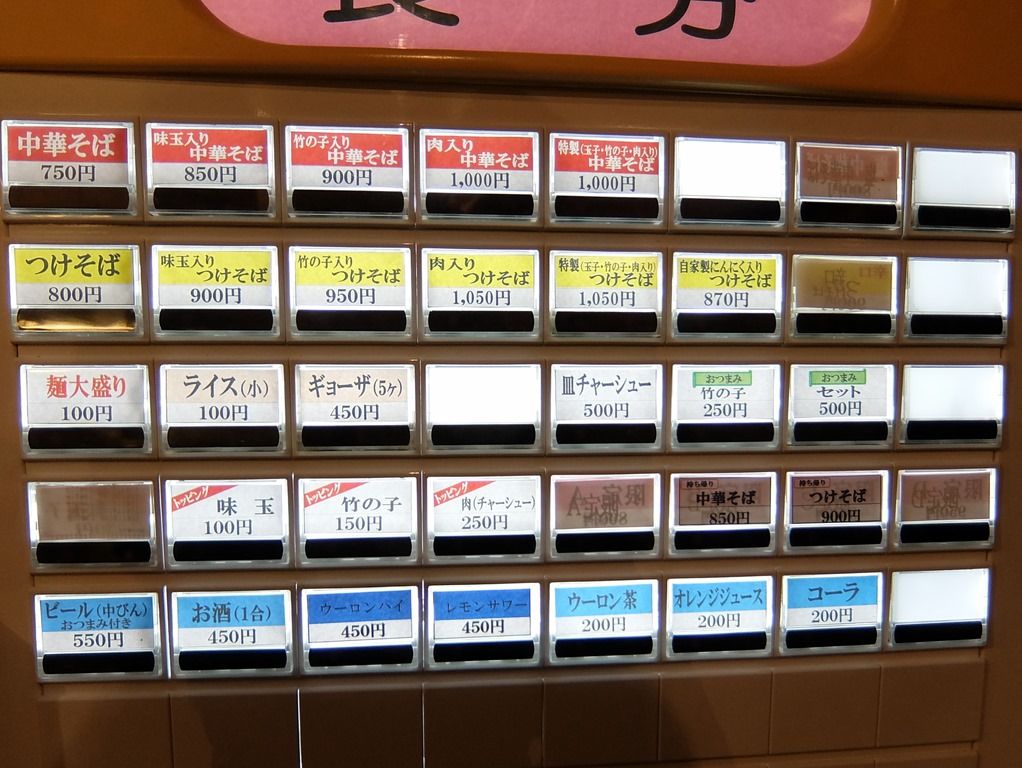 中華そば
750円
味玉入り
中華そば
850円
竹の子入り
中華そば
900円
肉入り
中華そば
1,000円
特製(玉子・竹の子・肉入り)
中華そば
1,000円
つけそば
800円
味玉入り
つけそば
900円
竹の子入り
つけそば
950円
肉入り
つけそば
1,050円
特製(玉子・竹の子・肉入り)
つけそば
1,050円
自家製にんにく入り
つけそば
870円
麺大盛り
100円
ライス(小)
100円
ギョーザ(5ヶ)
450円
皿チャーシュー
500円
おつまみ
竹の子
250円
おつまみ
セット
500円
トッピング
味玉
100円
トッピング
竹の子
150円
トッピング
肉(チャーシュー)
250円
持ち帰り
中華そば
850円
持ち帰り
つけそば
900円
ビール(中びん)
おつまみ付き
550円
お酒(1合)
450円
ウーロンハイ
450円
レモンサワー
450円
ウーロン茶
200円
オレンジジュース
200円
コーラ
200円